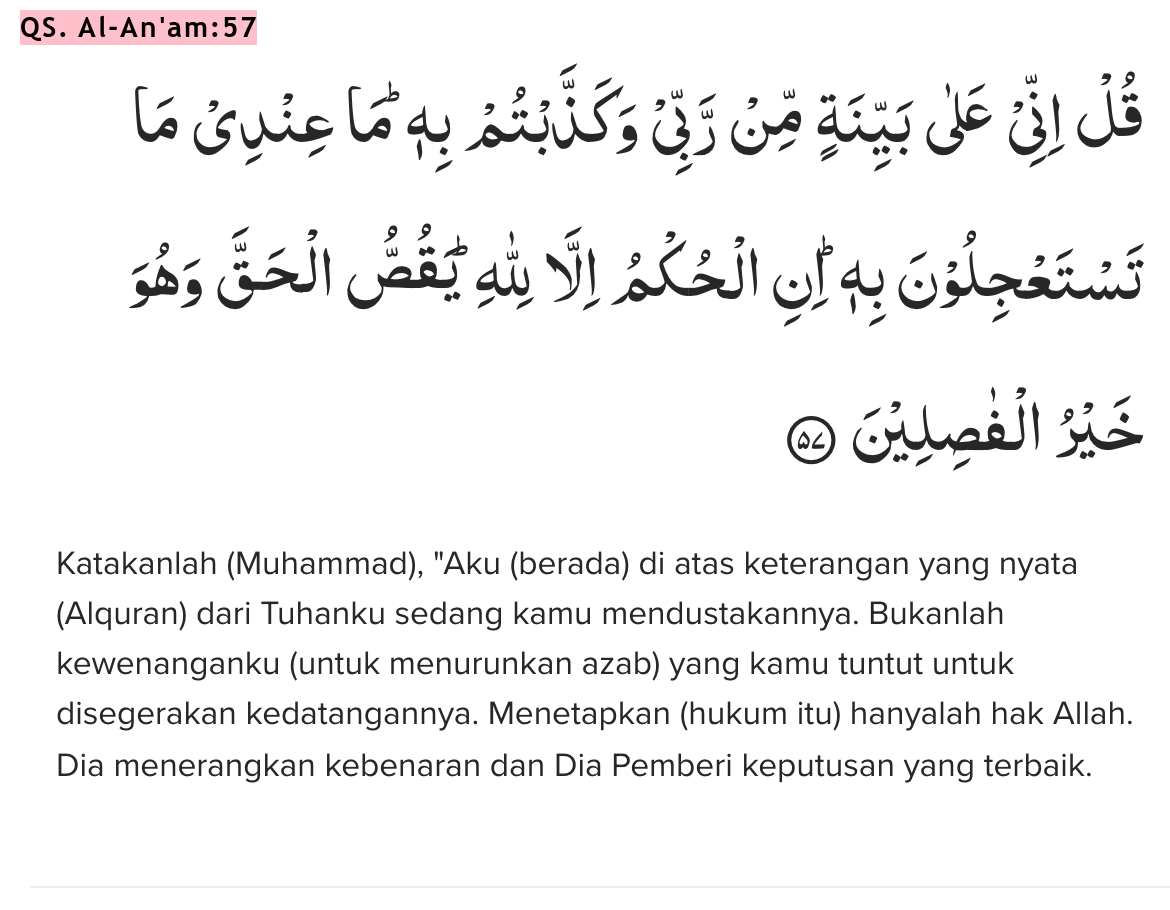 QS. Al-An'am:57
قُلْ اِنِّيْ عَلٰى بَيِّنَةٍ مِّنْ رَّبِّيْ وَكَذَّبْتُمْ بِهٖۗ مَا عِنْدِيْ مَا
تَسْتَعْجِلُوْنَ بِهٖۗ اِنِ الْحُكْمُ اِلَّا لِلّٰهِ ۗيَقُصُّ الْحَقَّ وَهُوَ
خَيْرُ الْفٰصِلِيْنَ ۝٥٧
Katakanlah (Muhammad), "Aku (berada) di atas keterangan yang nyata
(Alquran) dari Tuhanku sedang kamu mendustakannya. Bukanlah
kewenanganku (untuk menurunkan azab) yang kamu tuntut untuk
disegerakan kedatangannya. Menetapkan (hukum itu) hanyalah hak Allah.
Dia menerangkan kebenaran dan Dia Pemberi keputusan yang terbaik.